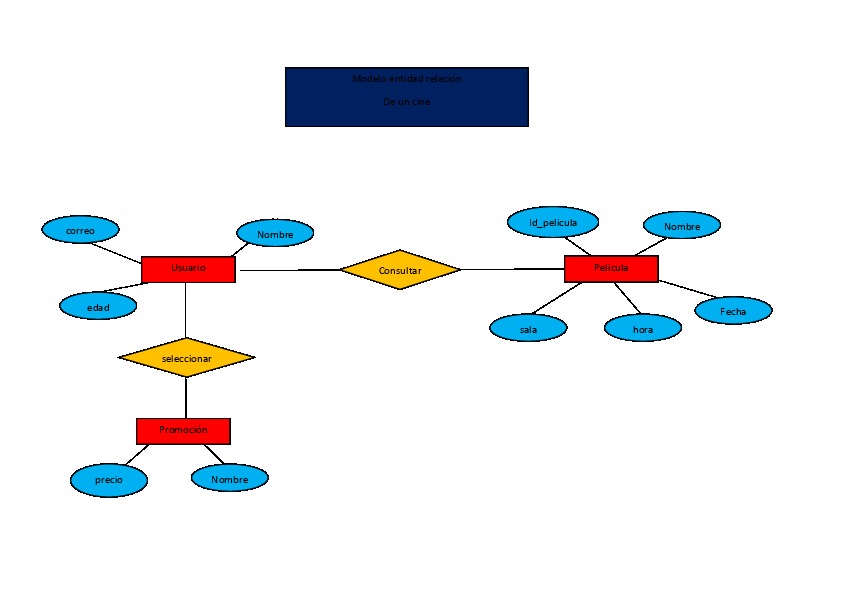 Modelo entidad relación
De un cine
Id_pelicula
Nombre
correo
Nombre
Usuario
Consultar
Película
edad
Fecha
sala
hora
seleccionar
Promoción
precio
Nombre